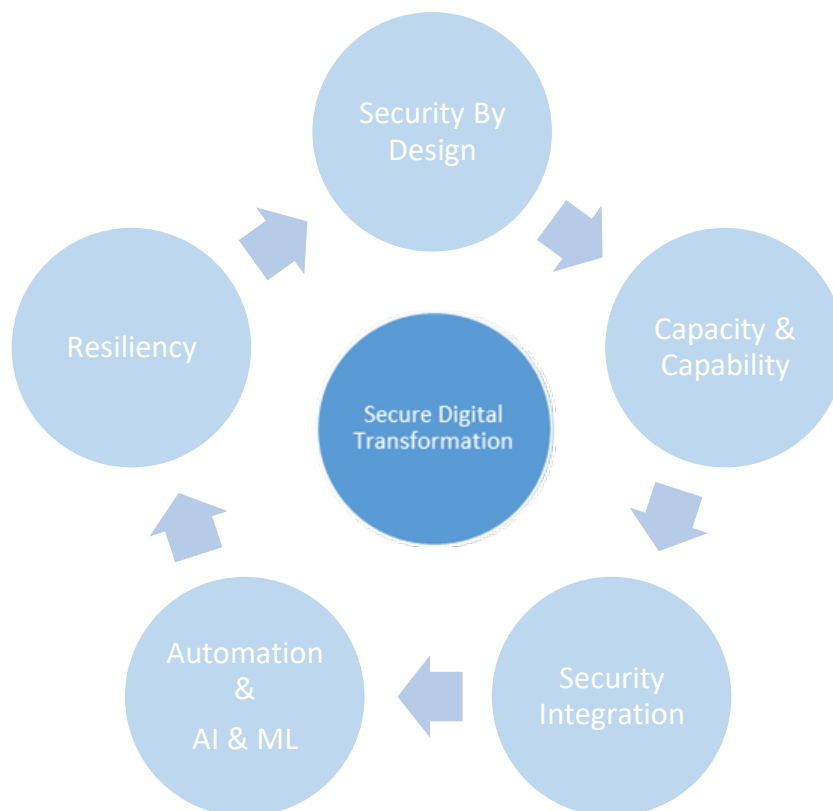 Security By
Design
Capacity &
Capability
Security
Integration
Automation
&
AI & ML
Resiliency
Secure Digital
Transformation